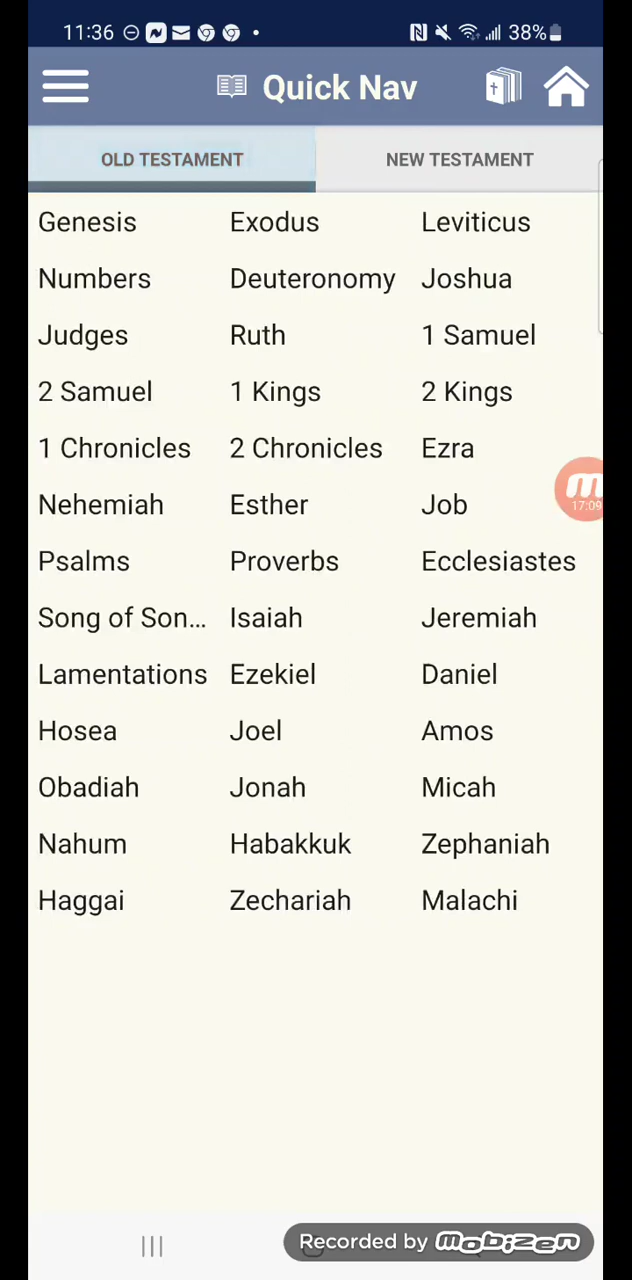 11:36 38%
Quick Nav
OLD TESTAMENT NEW TESTAMENT
Genesis Exodus Leviticus
Numbers Deuteronomy Joshua
Judges Ruth 1 Samuel
2 Samuel 1 Kings 2 Kings
1 Chronicles 2 Chronicles Ezra
Nehemiah Esther Job
17:09
Psalms Proverbs Ecclesiastes
Song of Son... Isaiah Jeremiah
Lamentations Ezekiel Daniel
Hosea Joel Amos
Obadiah Jonah Micah
Nahum Habakkuk Zephaniah
Haggai Zechariah Malachi
Recorded by mobizen